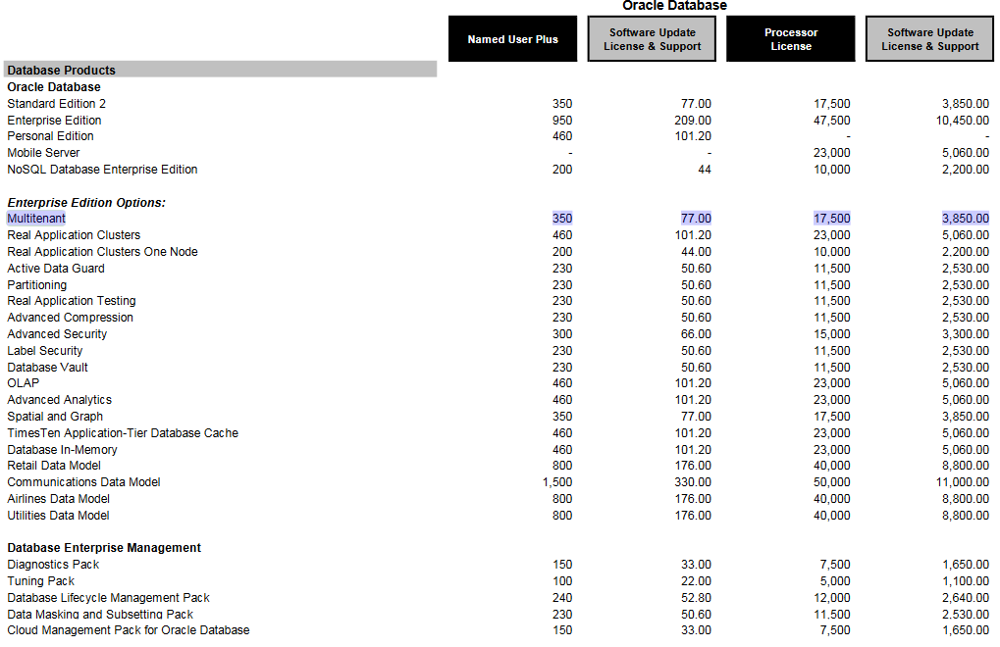 Oracle Database
Named User Plus Software Update License & Support Processor License Software Update License & Support
Database Products
Oracle Database
Standard Edition 2 350 77.00 17,500 3,850.00
Enterprise Edition 950 209.00 47,500 10,450.00
Personal Edition 460 101.20 - -
Mobile Server - - 23,000 5,060.00
NoSQL Database Enterprise Edition 200 44 10,000 2,200.00
Enterprise Edition Options:
Multitenant 350 77.00 17,500 3,850.00
Real Application Clusters 460 101.20 23,000 5,060.00
Real Application Clusters One Node 200 44.00 10,000 2,200.00
Active Data Guard 230 50.60 11,500 2,530.00
Partitioning 230 50.60 11,500 2,530.00
Real Application Testing 230 50.60 11,500 2,530.00
Advanced Compression 230 50.60 11,500 2,530.00
Advanced Security 300 66.00 15,000 3,300.00
Label Security 230 50.60 11,500 2,530.00
Database Vault 230 50.60 11,500 2,530.00
OLAP 460 101.20 23,000 5,060.00
Advanced Analytics 460 101.20 23,000 5,060.00
Spatial and Graph 350 77.00 17,500 3,850.00
TimesTen Application-Tier Database Cache 460 101.20 23,000 5,060.00
Database In-Memory 460 101.20 23,000 5,060.00
Retail Data Model 800 176.00 40,000 8,800.00
Communications Data Model 1,500 330.00 50,000 11,000.00
Airlines Data Model 800 176.00 40,000 8,800.00
Utilities Data Model 800 176.00 40,000 8,800.00
Database Enterprise Management
Diagnostics Pack 150 33.00 7,500 1,650.00
Tuning Pack 100 22.00 5,000 1,100.00
Database Lifecycle Management Pack 240 52.80 12,000 2,640.00
Data Masking and Subsetting Pack 230 50.60 11,500 2,530.00
Cloud Management Pack for Oracle Database 150 33.00 7,500 1,650.00